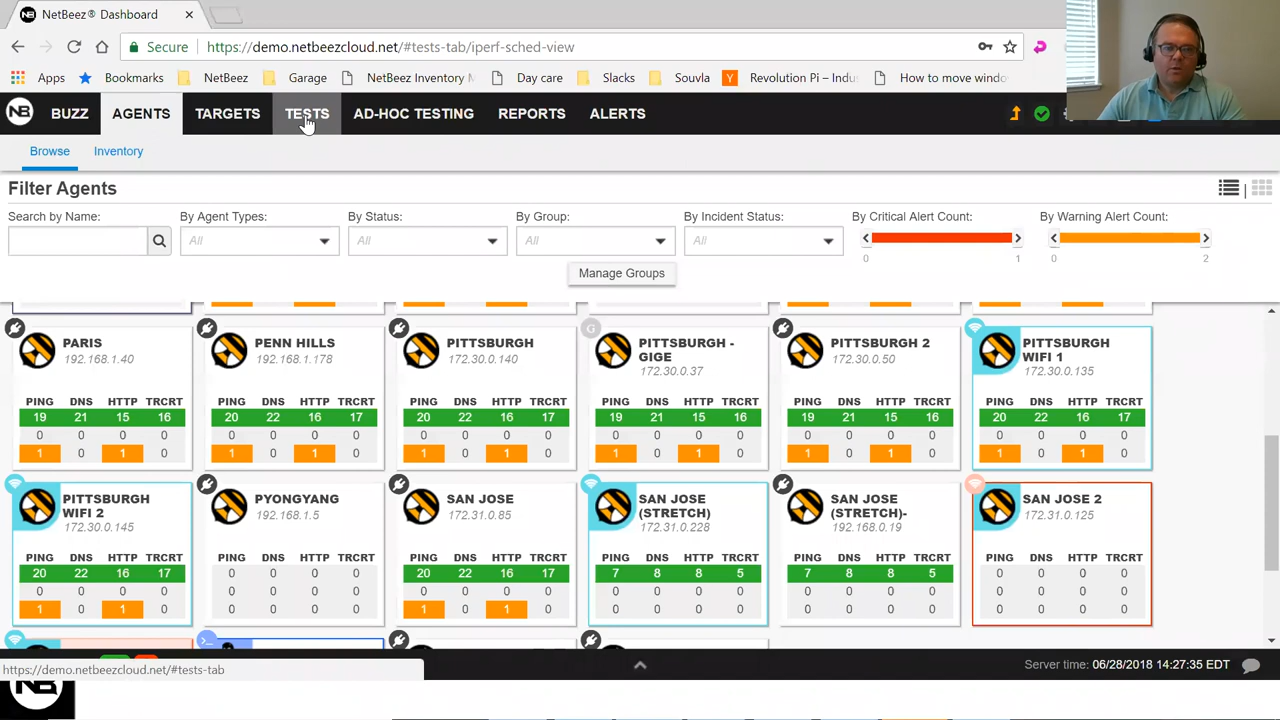 NetBeez® Dashboard
Secure https://demo.netbeezcloud.net/#tests-tab/iperf-sched-view
Apps Bookmarks NetBeez Garage NetBeez Inventory Day care Slacks Souvla Y Revolution Pi - Indus How to move window
NB BUZZ AGENTS TARGETS TESTS AD-HOC TESTING REPORTS ALERTS
Browse Inventory
Filter Agents
Search by Name: By Agent Types: By Status: By Group: By Incident Status: By Critical Alert Count: By Warning Alert Count:
All All All All
0 1 0 2
Manage Groups
PARIS PENN HILLS PITTSBURGH PITTSBURGH - G PITTSBURGH 2 PITTSBURGH
GIGE WIFI 1
192.168.1.40 192.168.1.178 172.30.0.140 172.30.0.37 172.30.0.50 172.30.0.135
PING DNS HTTP TRCRT PING DNS HTTP TRCRT PING DNS HTTP TRCRT PING DNS HTTP TRCRT PING DNS HTTP TRCRT PING DNS HTTP TRCRT
19 21 15 16 20 22 16 17 20 22 16 17 19 21 15 16 19 21 15 16 20 22 16 17
0 0 0 0 0 0 0 0 0 0 0 0 0 0 0 0 0 0 0 0 0 0 0 0
1 0 1 0 1 0 1 0 1 0 1 0 1 0 1 0 1 0 1 0 1 0 1 0
PITTSBURGH PYONGYANG SAN JOSE SAN JOSE SAN JOSE SAN JOSE 2
WIFI 2 (STRETCH) (STRETCH)-
172.30.0.145 192.168.1.5 172.31.0.85 172.31.0.228 192.168.0.19 172.31.0.125
PING DNS HTTP TRCRT PING DNS HTTP TRCRT PING DNS HTTP TRCRT PING DNS HTTP TRCRT PING DNS HTTP TRCRT PING DNS HTTP TRCRT
20 22 16 17 0 0 0 0 20 22 16 17 7 8 8 5 7 8 8 5 0 0 0 0
0 0 0 0 0 0 0 0 0 0 0 0 0 0 0 0 0 0 0 0 0 0 0 0
1 0 1 0 0 0 0 0 1 0 1 0 0 0 0 0 0 0 0 0 0 0 0 0
https://demo.netbeezcloud.net/#tests-tab
Server time: 06/28/2018 14:27:35 EDT